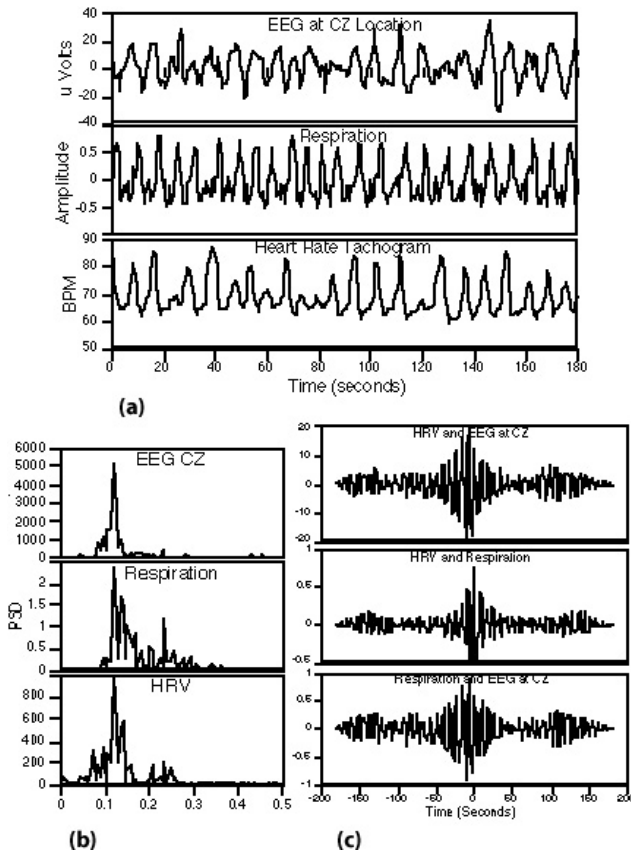 EEG at CZ Location
u Volts
40
20
0
-20
-40
Respiration
Amplitude
0.5
0
-0.5
Heart Rate Tachogram
BPM
90
80
70
60
50
0 20 40 60 80 100 120 140 160 180
Time (seconds)
(a)
EEG CZ
6000
5000
4000
3000
2000
1000
0
Respiration
PSD
2
1.5
1
0.5
0
HRV
800
600
400
200
0
0 0.1 0.2 0.3 0.4 0.5
(b)
HRV and EEG at CZ
20
10
0
-10
-20
HRV and Respiration
1
0.5
0
-0.5
Respiration and EEG at CZ
1
0.5
0
-0.5
-1
-200 -150 -100 -50 0 50 100 150 200
Time (Seconds)
(c)